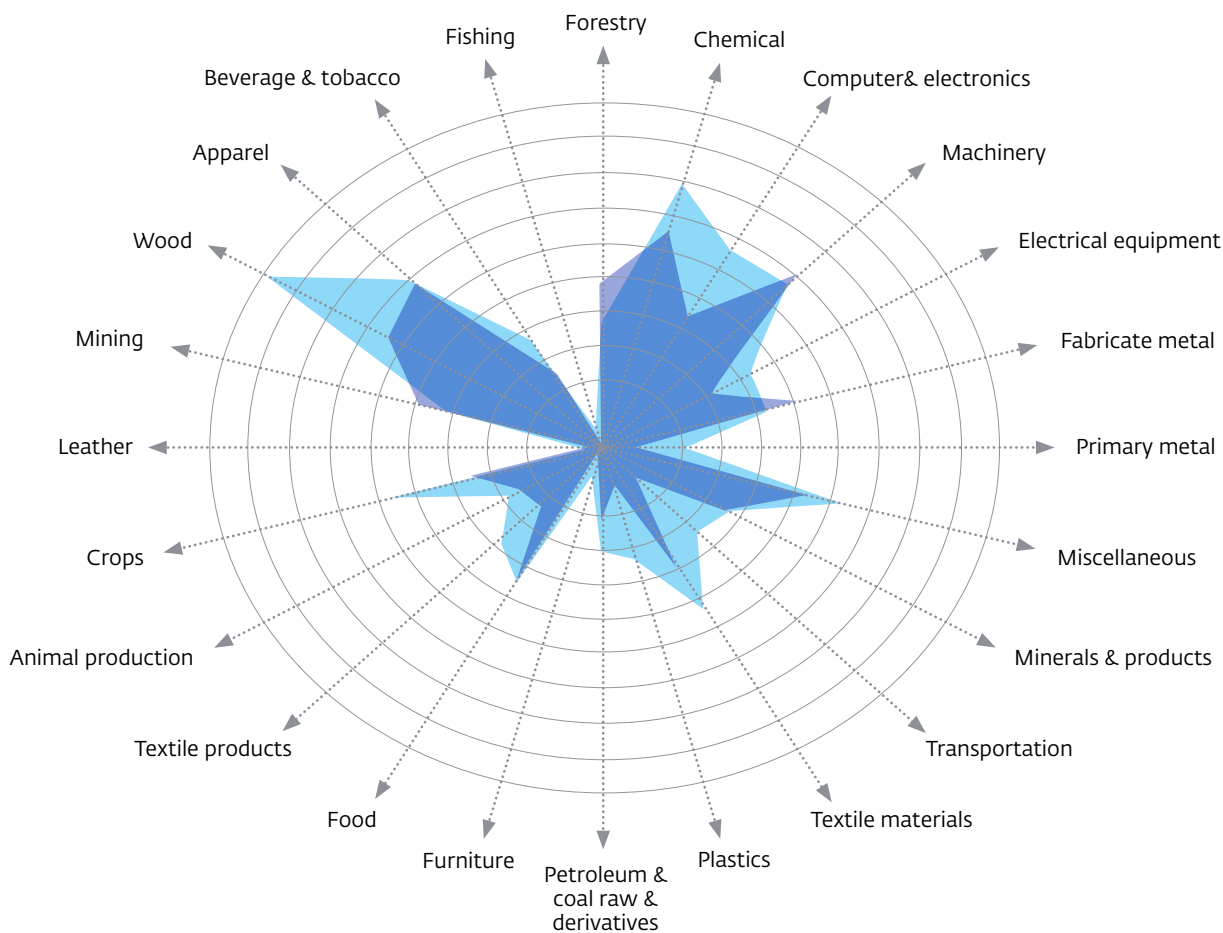 Forestry
Chemical
Computer& electronics
Machinery
Electrical equipment
Fabricate metal
Primary metal
Miscellaneous
Minerals & products
Transportation
Textile materials
Plastics
Petroleum &
coal raw &
derivatives
Furniture
Food
Textile products
Animal production
Crops
Leather
Mining
Wood
Apparel
Beverage & tobacco
Fishing